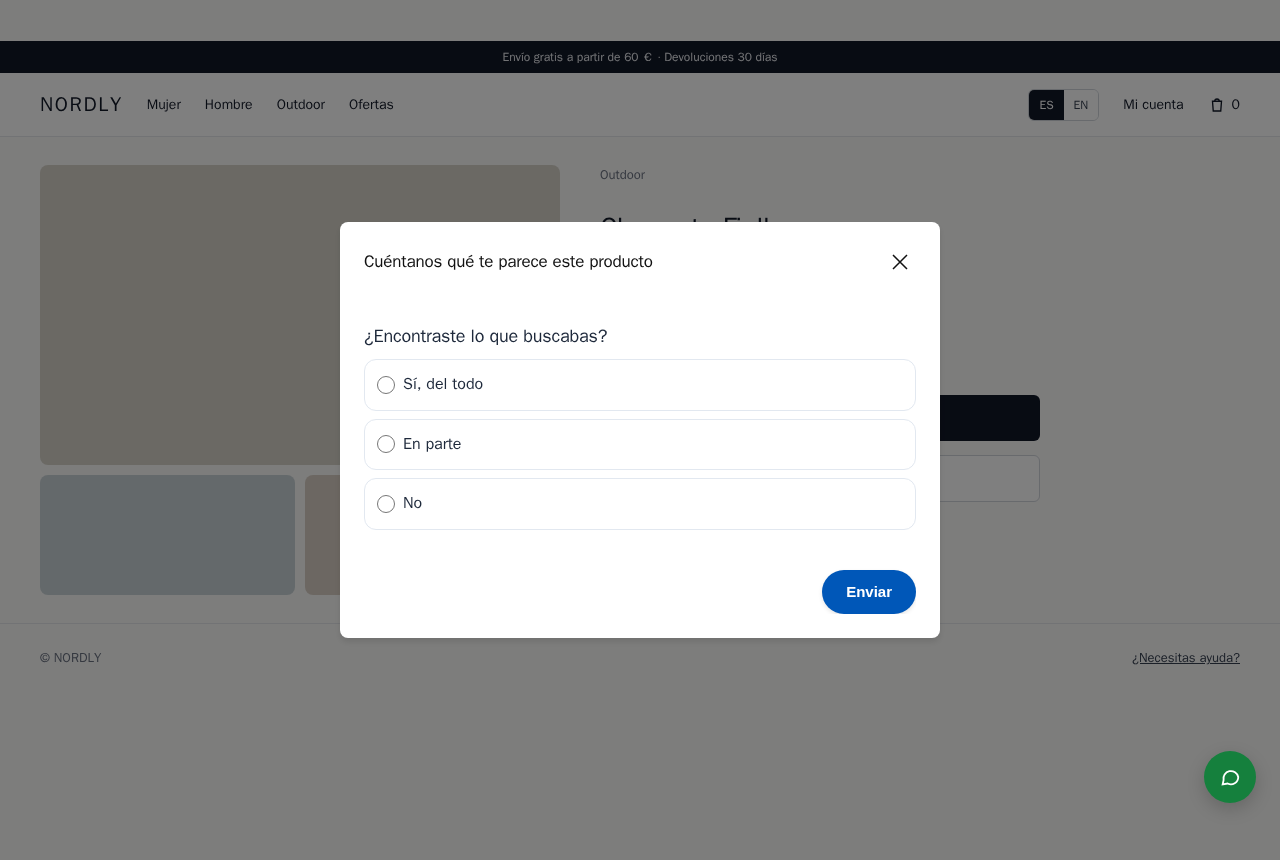 Envío gratis a partir de 60 € · Devoluciones 30 días
NORDLY
Mujer
Hombre
Outdoor
Ofertas
ES
EN
Mi cuenta
0
Outdoor
Cuéntanos qué te parece este producto
¿Encontraste lo que buscabas?
Sí, del todo
En parte
No
Enviar
© NORDLY
¿Necesitas ayuda?